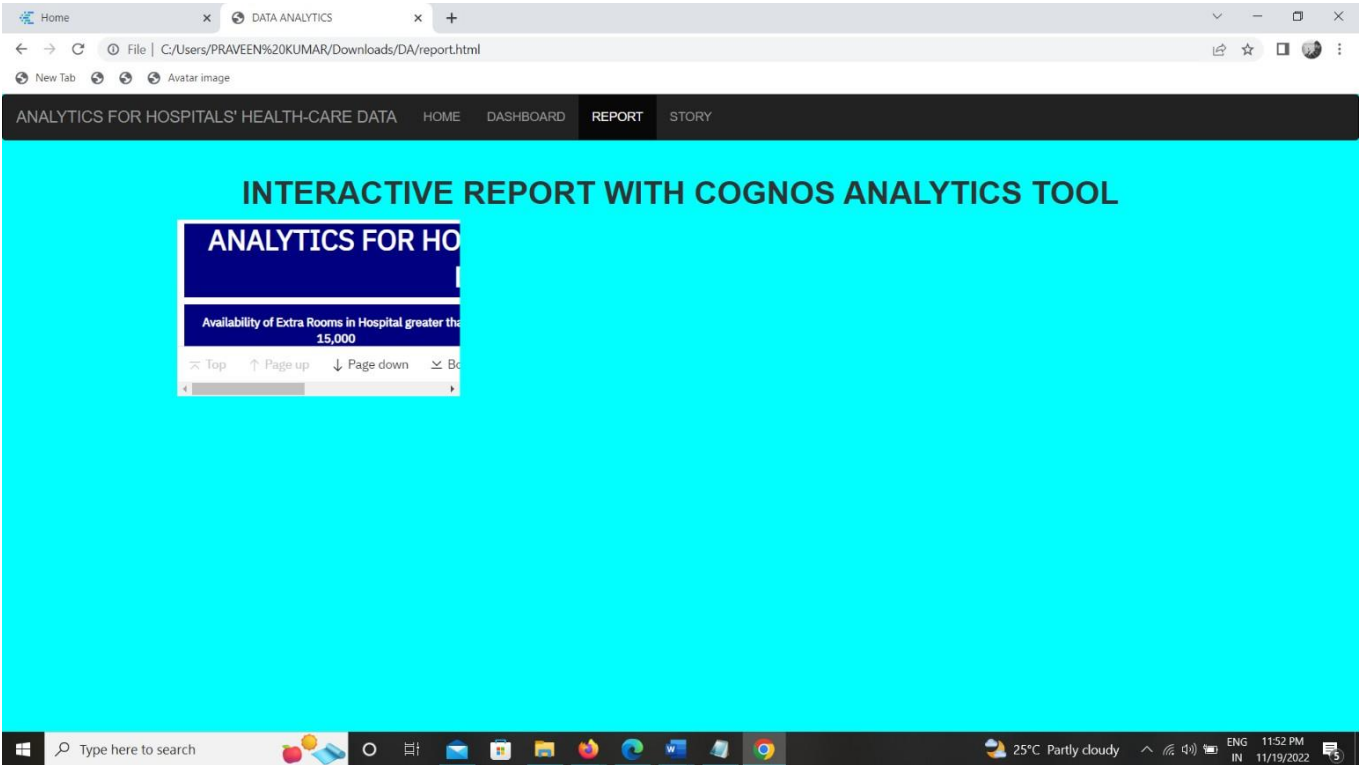 Home
DATA ANALYTICS
File | C:/Users/PRAVEEN%20KUMAR/Downloads/DA/report.html
New Tab
Avatar image
ANALYTICS FOR HOSPITALS' HEALTH-CARE DATA HOME DASHBOARD REPORT STORY
INTERACTIVE REPORT WITH COGNOS ANALYTICS TOOL
ANALYTICS FOR HO
Availability of Extra Rooms in Hospital greater tha
15,000
Top Page up Page down Bo
Type here to search
25°C Partly cloudy
ENG 11:52 PM
IN 11/19/2022
5